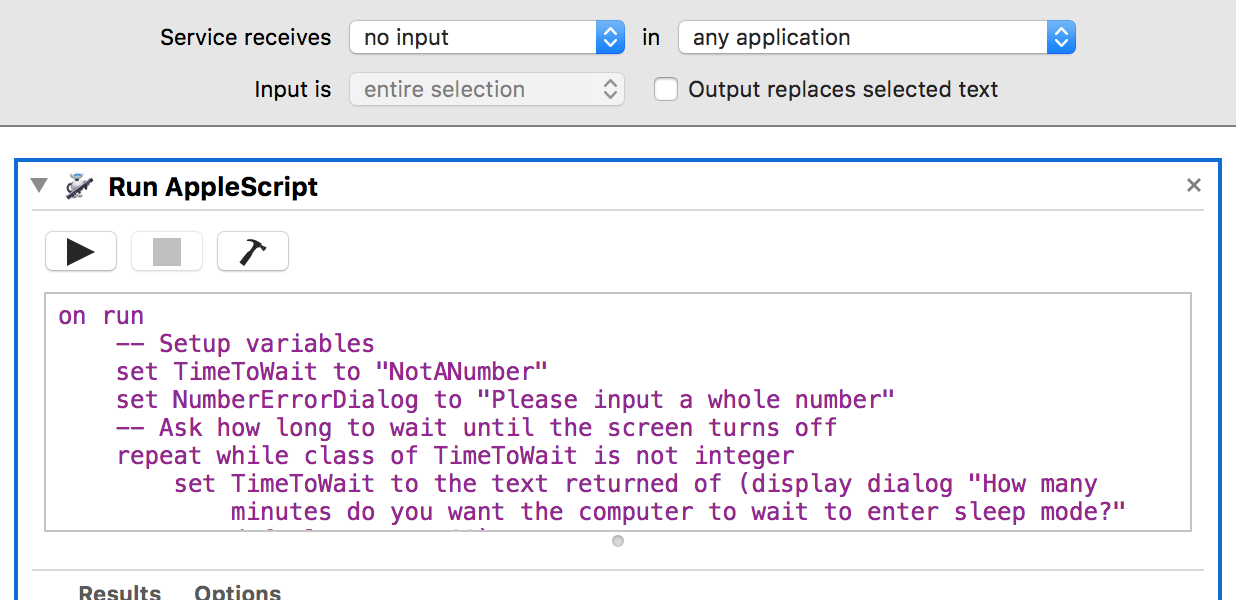 Service receives no input in any application
Input is entire selection Output replaces selected text
Run AppleScript
on run
-- Setup variables
set TimeToWait to "NotANumber"
set NumberErrorDialog to "Please input a whole number"
-- Ask how long to wait until the screen turns off
repeat while class of TimeToWait is not integer
set TimeToWait to the text returned of (display dialog "How many
minutes do you want the computer to wait to enter sleep mode?"
Results Options